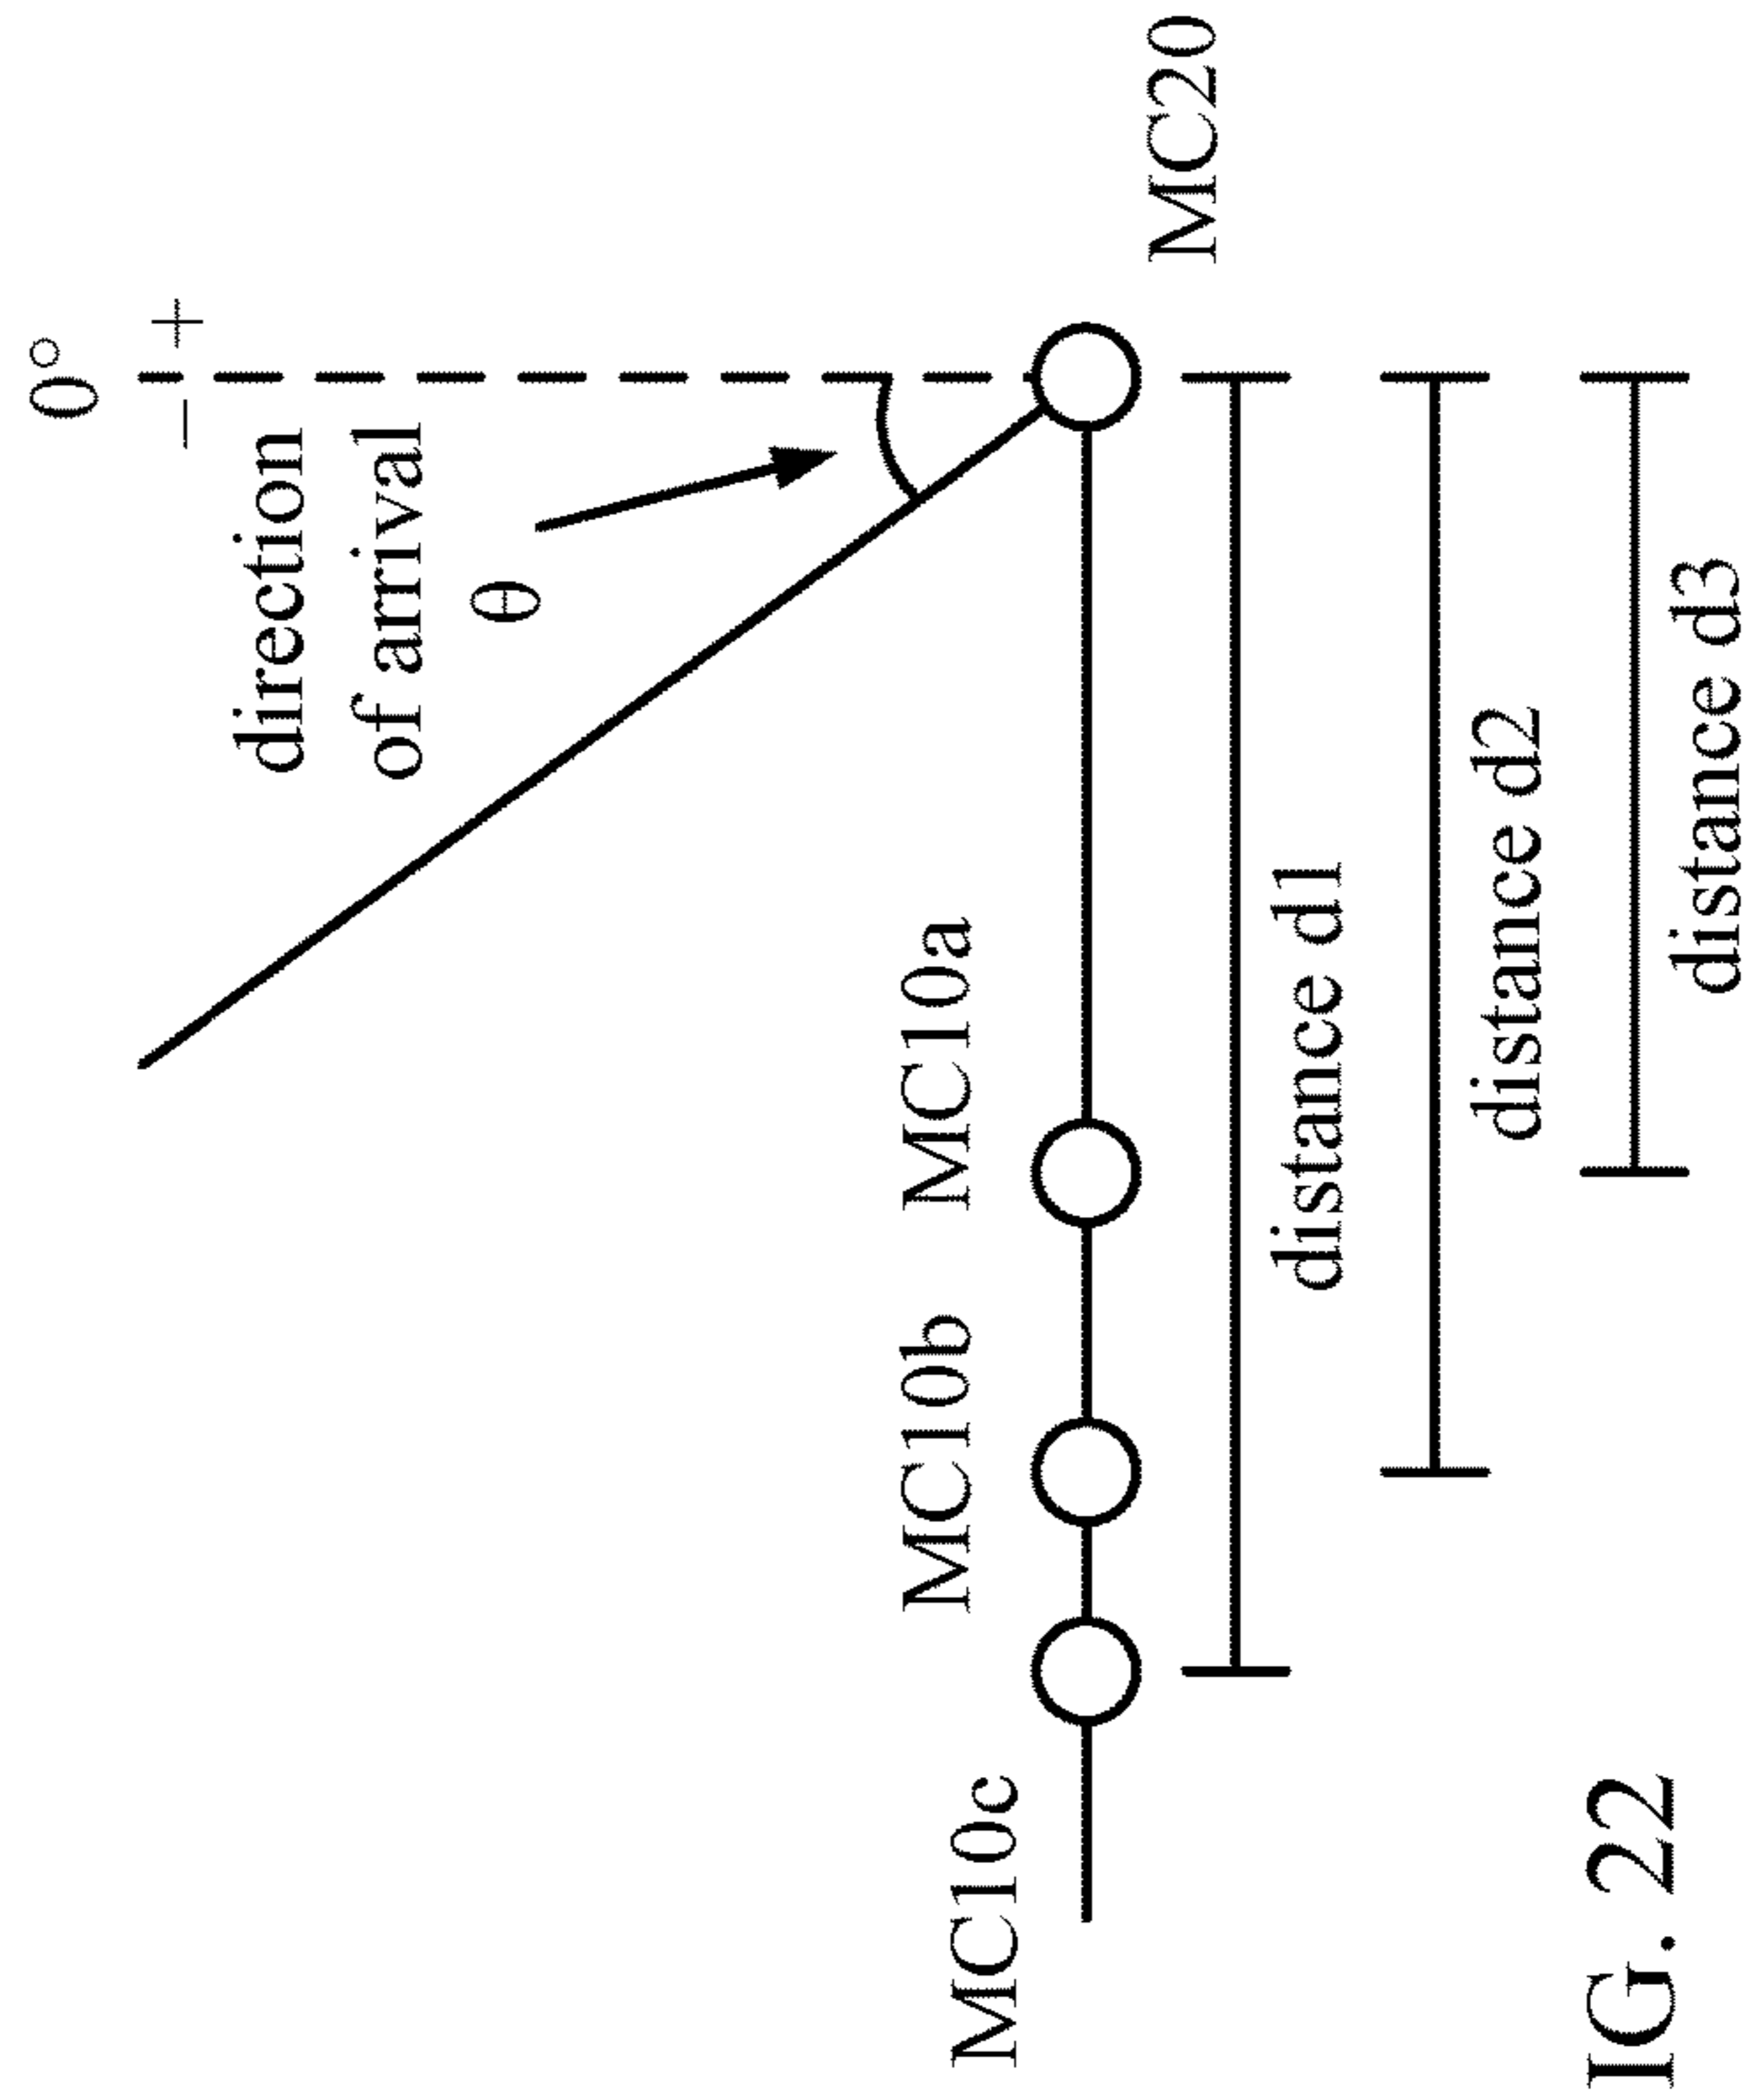 0°
− +
direction
of arrival
θ
MC10c
MC10b
MC10a
MC20
distance d1
distance d2
distance d3
IG. 22